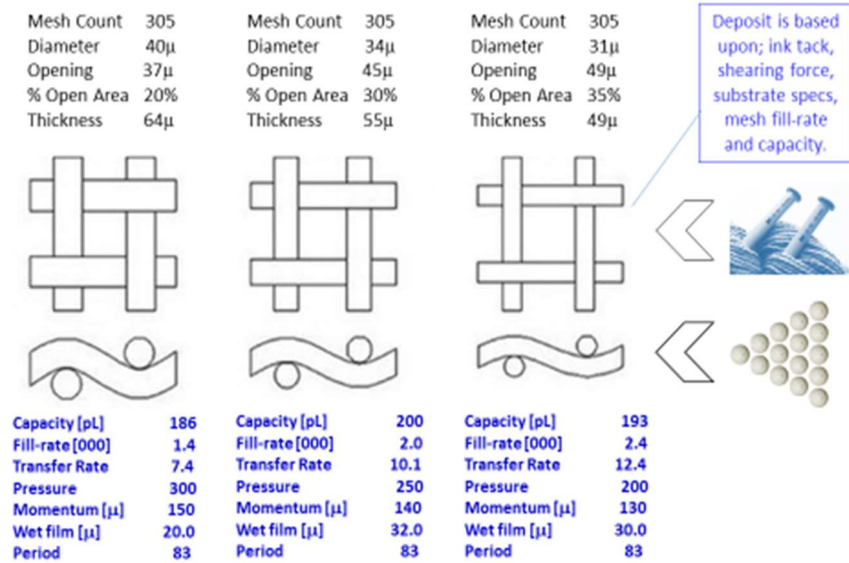 Mesh Count 305
Diameter 40µ
Opening 37µ
% Open Area 20%
Thickness 64µ
Mesh Count 305
Diameter 34µ
Opening 45µ
% Open Area 30%
Thickness 55µ
Mesh Count 305
Diameter 31µ
Opening 49µ
% Open Area 35%
Thickness 49µ
Deposit is based
upon; ink tack,
shearing force,
substrate specs,
mesh fill-rate
and capacity.
Capacity [pL] 186
Fill-rate [000] 1.4
Transfer Rate 7.4
Pressure 300
Momentum [µ] 150
Wet film [µ] 20.0
Period 83
Capacity [pL] 200
Fill-rate [000] 2.0
Transfer Rate 10.1
Pressure 250
Momentum [µ] 140
Wet film [µ] 32.0
Period 83
Capacity [pL] 193
Fill-rate [000] 2.4
Transfer Rate 12.4
Pressure 200
Momentum [µ] 130
Wet film [µ] 30.0
Period 83